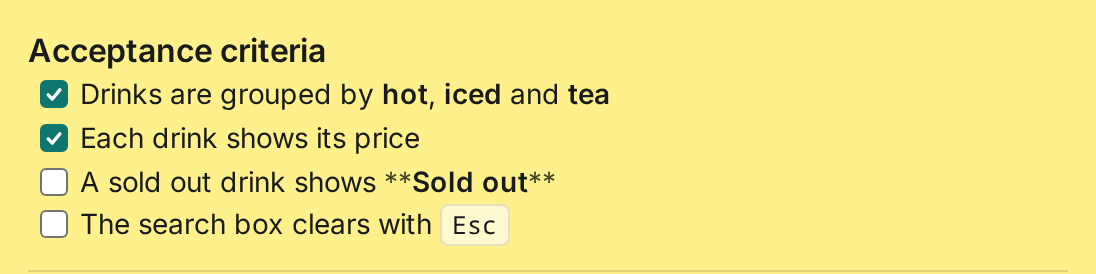 Acceptance criteria
Drinks are grouped by hot, iced and tea
Each drink shows its price
A sold out drink shows **Sold out**
The search box clears with Esc